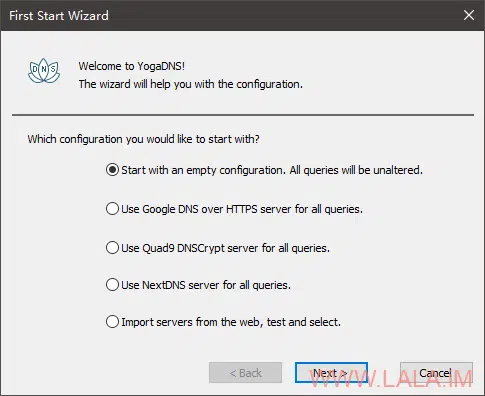 First Start Wizard
DNS
Welcome to YogaDNS!
The wizard will help you with the configuration.
Which configuration you would like to start with?
Start with an empty configuration. All queries will be unaltered.
Use Google DNS over HTTPS server for all queries.
Use Quad9 DNSCrypt server for all queries.
Use NextDNS server for all queries.
Import servers from the web, test and select.
< Back Next > Cancel
WWW.LALA.IM